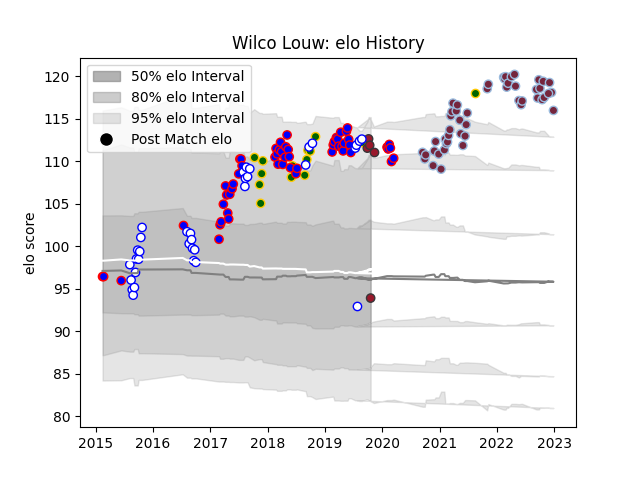 Wilco Louw: elo History
50% elo Interval
80% elo Interval
95% elo Interval
Post Match elo
elo score
120
115
110
105
100
95
90
85
80
2015 2016 2017 2018 2019 2020 2021 2022 2023